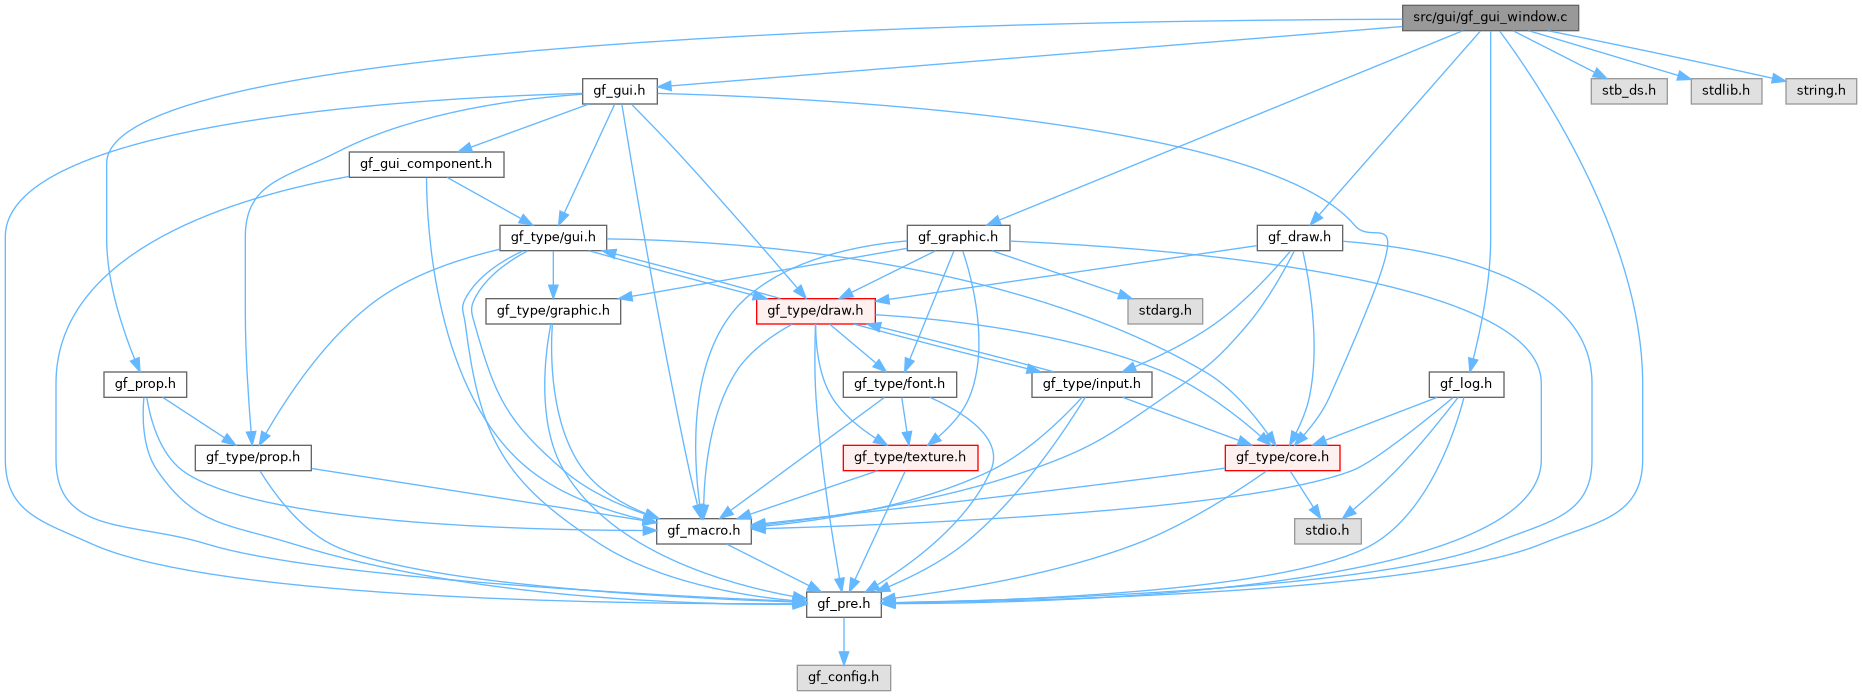 src/gui/gf_gui_window.c
gf_gui.h
stb_ds.h
stdlib.h
string.h
gf_gui_component.h
gf_type/gui.h
gf_graphic.h
gf_draw.h
gf_type/graphic.h
gf_type/draw.h
stdarg.h
gf_prop.h
gf_type/font.h
gf_type/input.h
gf_log.h
gf_type/prop.h
gf_type/texture.h
gf_type/core.h
gf_macro.h
stdio.h
gf_pre.h
gf_config.h